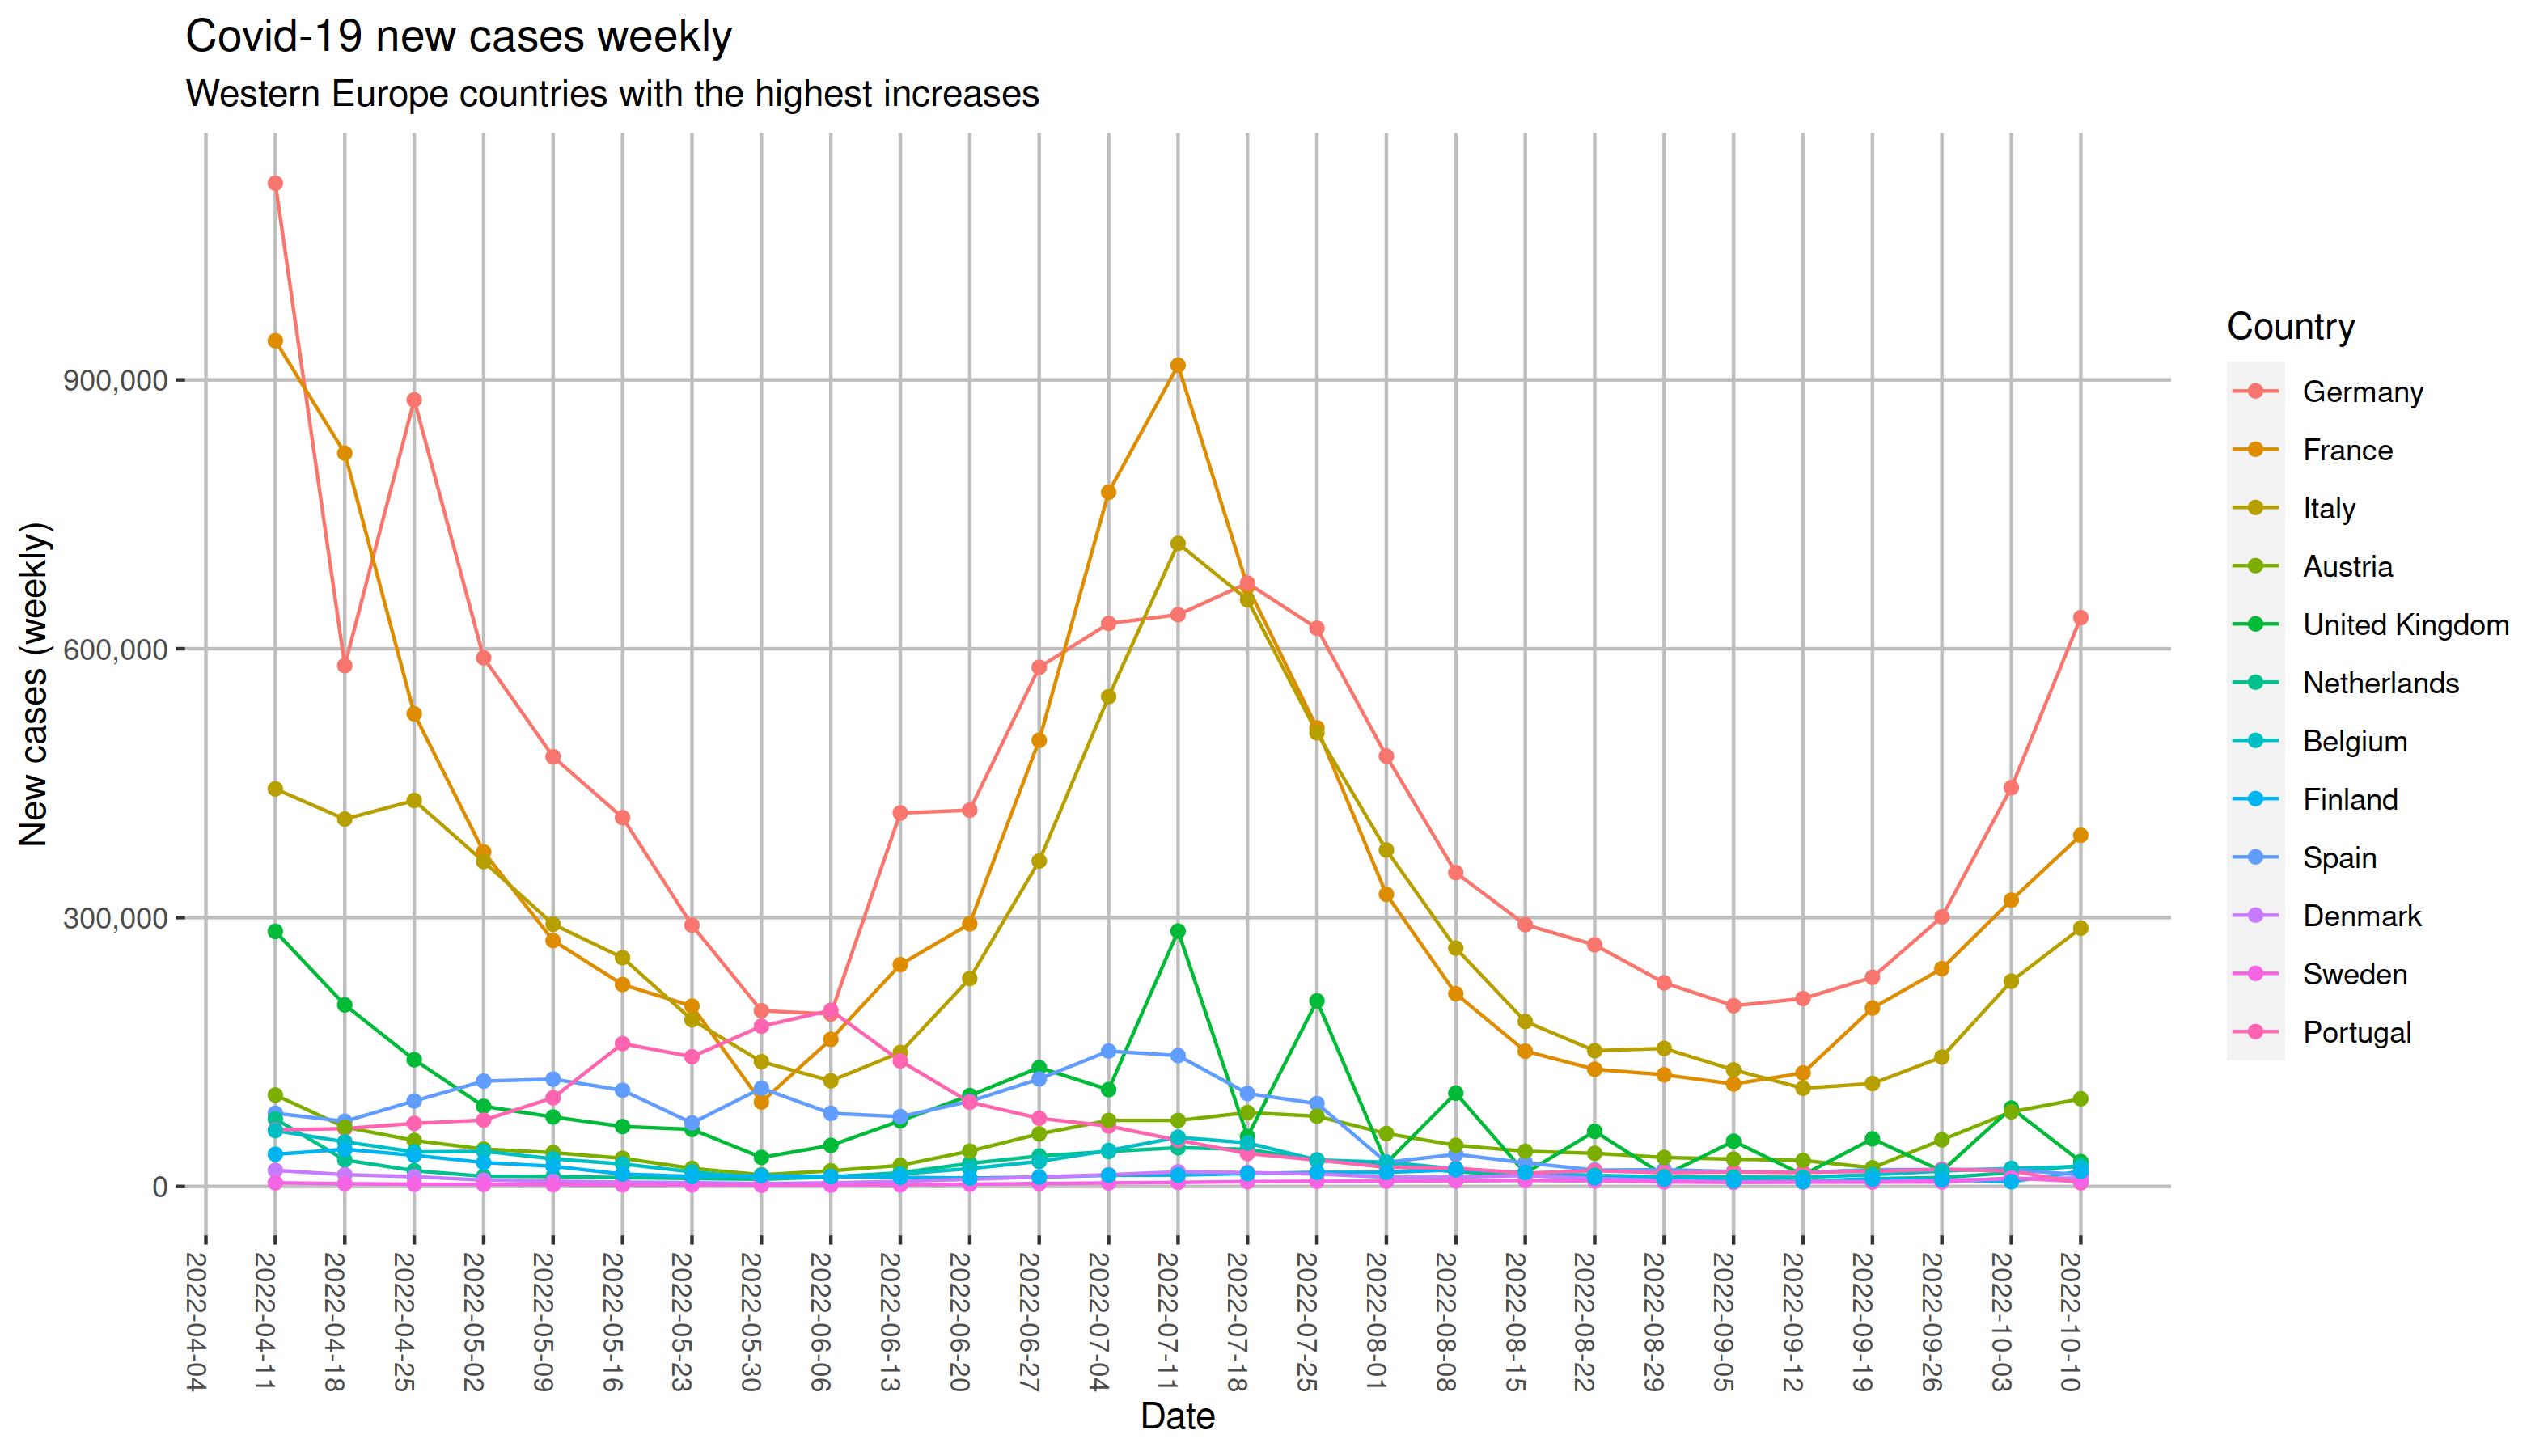 Covid-19 new cases weekly
Western Europe countries with the highest increases
New cases (weekly)
900,000
600,000
300,000
0
2022-04-04
2022-04-11
2022-04-18
2022-04-25
2022-05-02
2022-05-09
2022-05-16
2022-05-23
2022-05-30
2022-06-06
2022-06-13
2022-06-20
2022-06-27
2022-07-04
2022-07-11
2022-07-18
2022-07-25
2022-08-01
2022-08-08
2022-08-15
2022-08-22
2022-08-29
2022-09-05
2022-09-12
2022-09-19
2022-09-26
2022-10-03
2022-10-10
Date
Country
Germany
France
Italy
Austria
United Kingdom
Netherlands
Belgium
Finland
Spain
Denmark
Sweden
Portugal